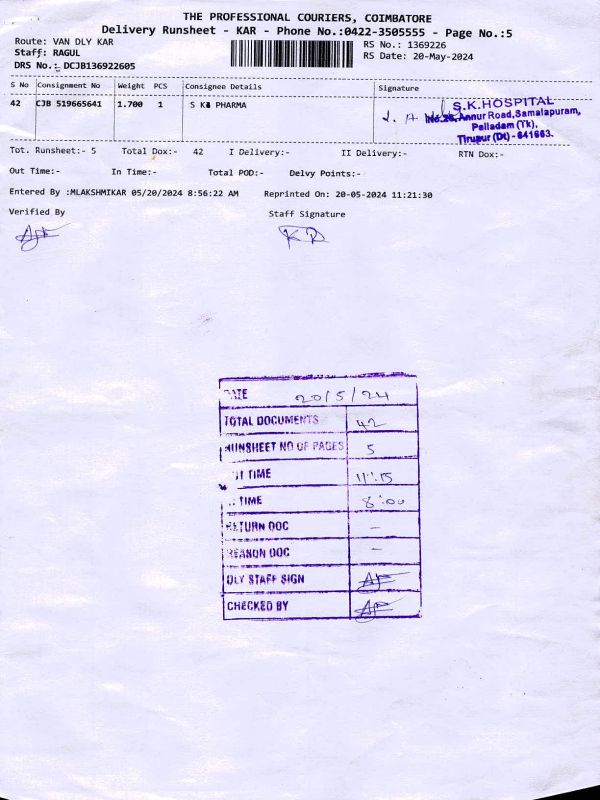 THE PROFESSIONAL COURIERS, COIMBATORE
Delivery Runsheet - KAR - Phone No.:0422-3505555 - Page No.:5
Route: VAN DLY KAR
RS No.: 1369226
Staff: RAGUL
RS Date: 20-May-2024
DRS No.: DCJB136922605
S No Consignment No Weight PCS Consignee Details Signature
42 CJB 519665641 1.700 1 S K PHARMA
S.K.HOSPITAL
Annur Road, Samalapuram,
Palladam (Tk),
Tirupur (Dt) - 641663.
Tot. Runsheet:- 5 Total Dox:- 42 I Delivery:- II Delivery:- RTN Dox:-
Out Time:- In Time:- Total POD:- Delvy Points:-
Entered By :MLAKSHMIKAR 05/20/2024 8:56:22 AM Reprinted On: 20-05-2024 11:21:30
Verified By Staff Signature
DATE 20/5/24
TOTAL DOCUMENTS 42
RUNSHEET NO OF PAGES 5
TIME 11:15
TIME 8:00
RETURN DOC -
REASON DOC -
DLY STAFF SIGN
CHECKED BY